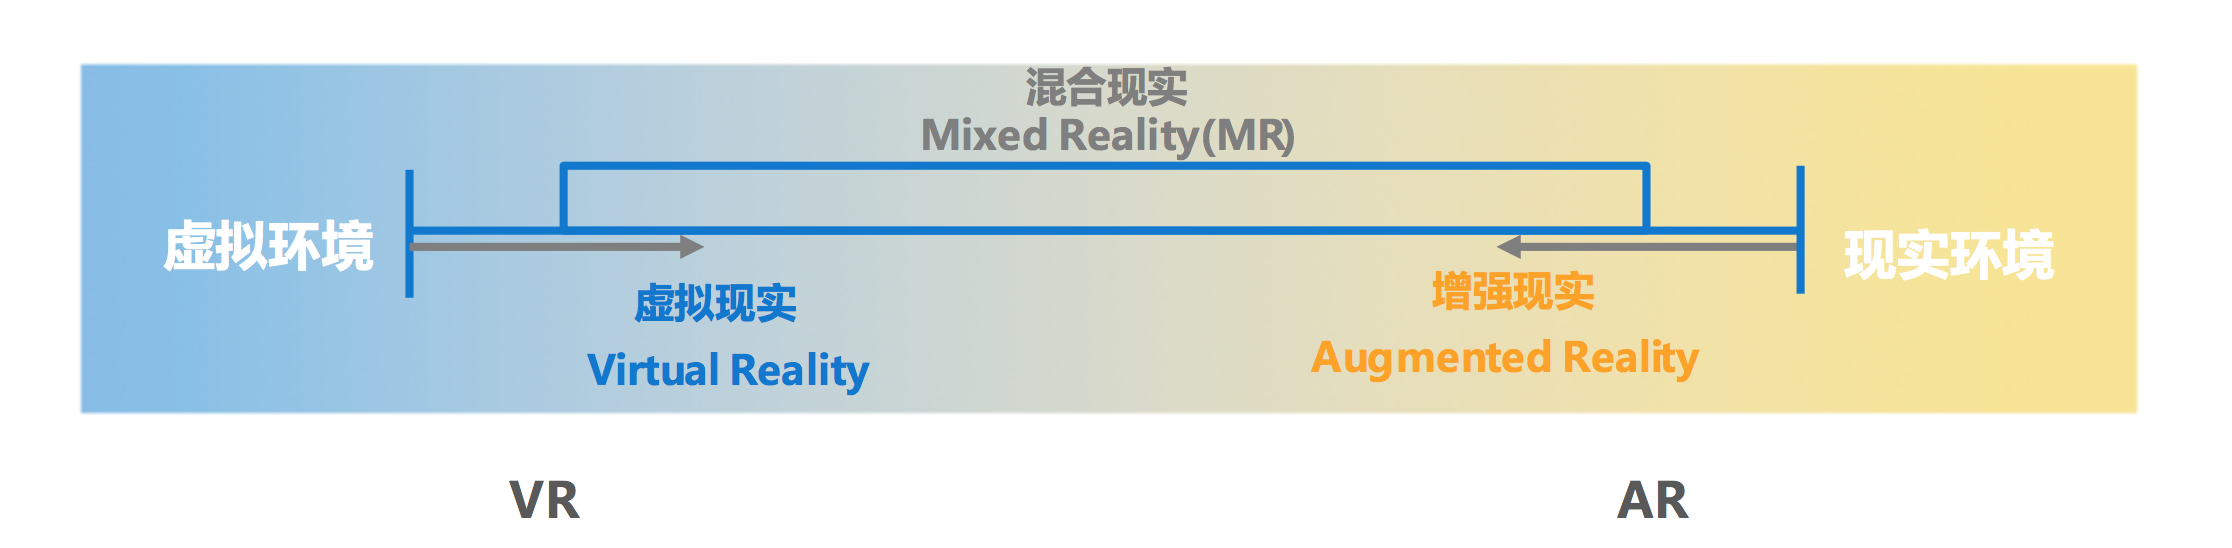 混合现实
Mixed Reality(MR)
虚拟环境
现实环境
虚拟现实
Virtual Reality
增强现实
Augmented Reality
VR
AR